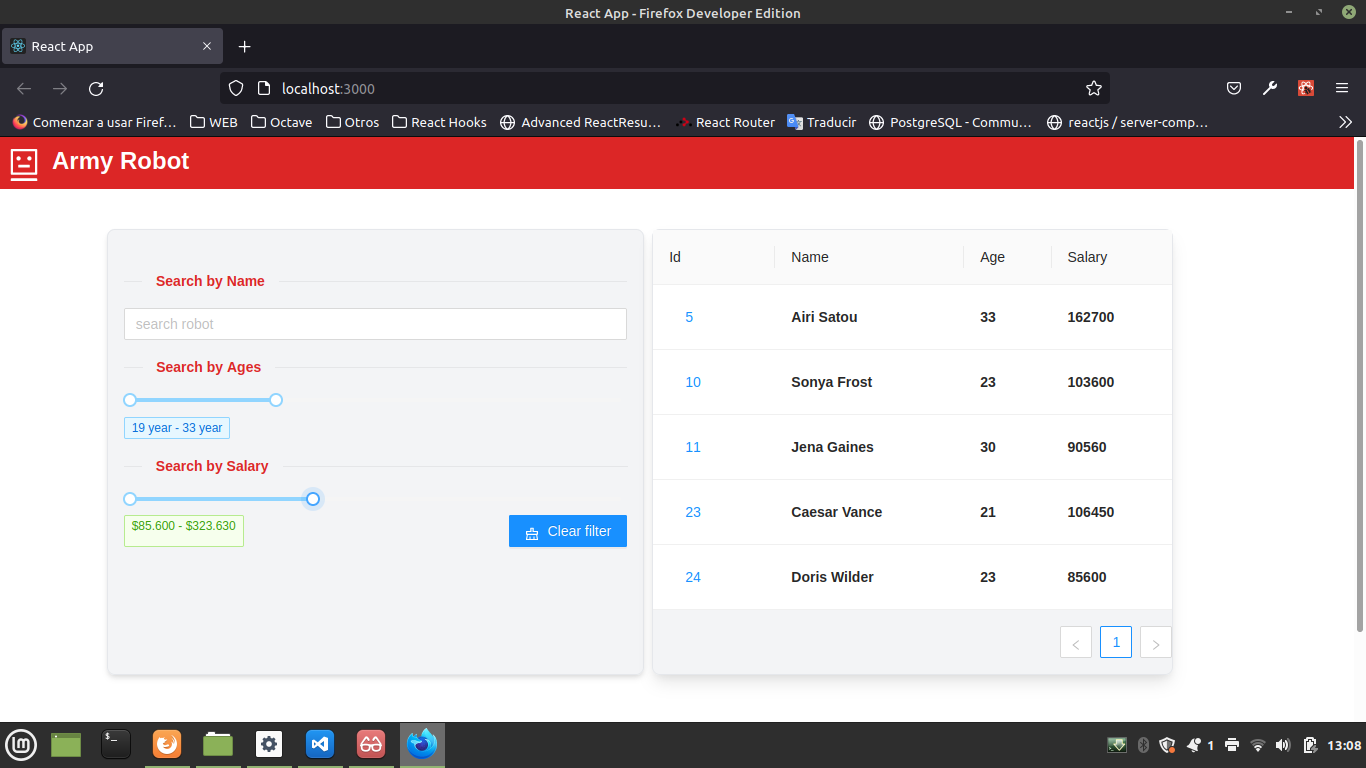 React App - Firefox Developer Edition
React App
localhost:3000
Comenzar a usar Firef… WEB Octave Otros React Hooks Advanced ReactResu… React Router Traducir PostgreSQL - Commu… reactjs / server-comp…
Army Robot
Search by Name
search robot
Search by Ages
19 year - 33 year
Search by Salary
$85.600 - $323.630
Clear filter
Id Name Age Salary
5 Airi Satou 33 162700
10 Sonya Frost 23 103600
11 Jena Gaines 30 90560
23 Caesar Vance 21 106450
24 Doris Wilder 23 85600
1
1 13:08